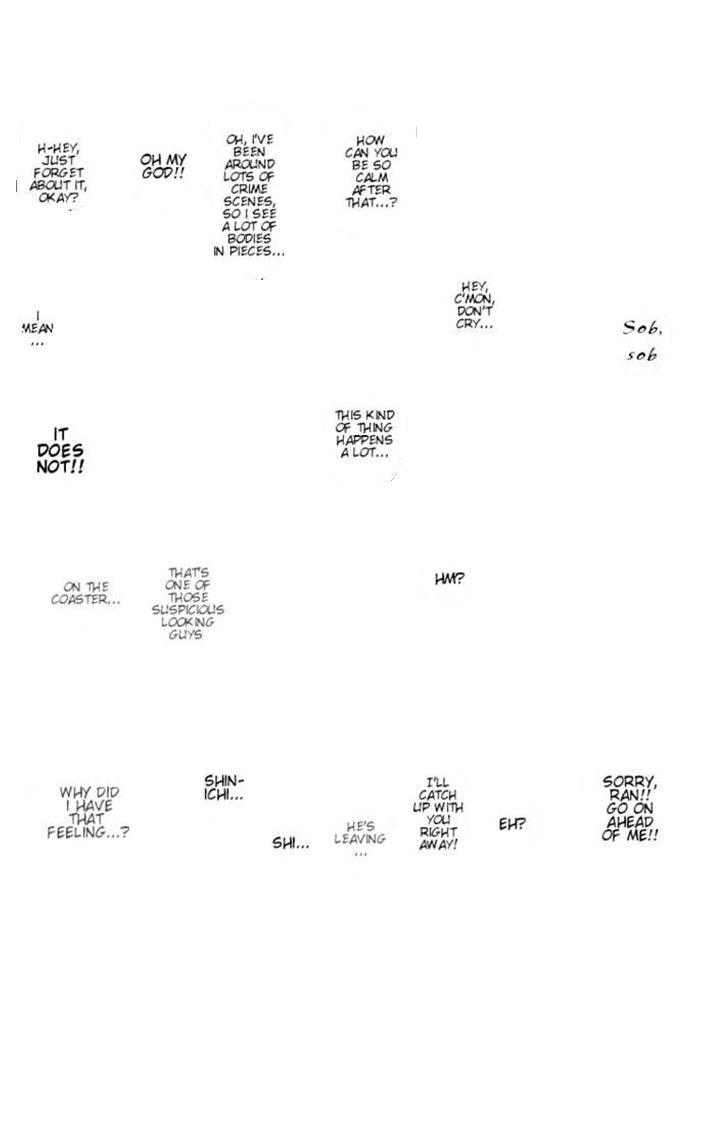 Sob,
sob
HEY,
C'MON,
DON'T
CRY...
HOW
CAN YOU
BE SO
CALM
AFTER
THAT...?
OH, I'VE
BEEN
AROUND
LOTS OF
CRIME
SCENES,
SO I SEE
A LOT OF
BODIES
IN PIECES...
OH MY
GOD!!
H-HEY,
JUST
FORGET
ABOUT IT,
OKAY?
I
MEAN
...
THIS KIND
OF THING
HAPPENS
A LOT...
IT
DOES
NOT!!
HM?
THAT'S
ONE OF
THOSE
SUSPICIOUS
LOOKING
GUYS
ON THE
COASTER...
SORRY,
RAN!!
GO ON
AHEAD
OF ME!!
EH?
I'LL
CATCH
UP WITH
YOU
RIGHT
AWAY!
HE'S
LEAVING
...
SHI...
SHIN-
ICHI...
WHY DID
I HAVE
THAT
FEELING...?